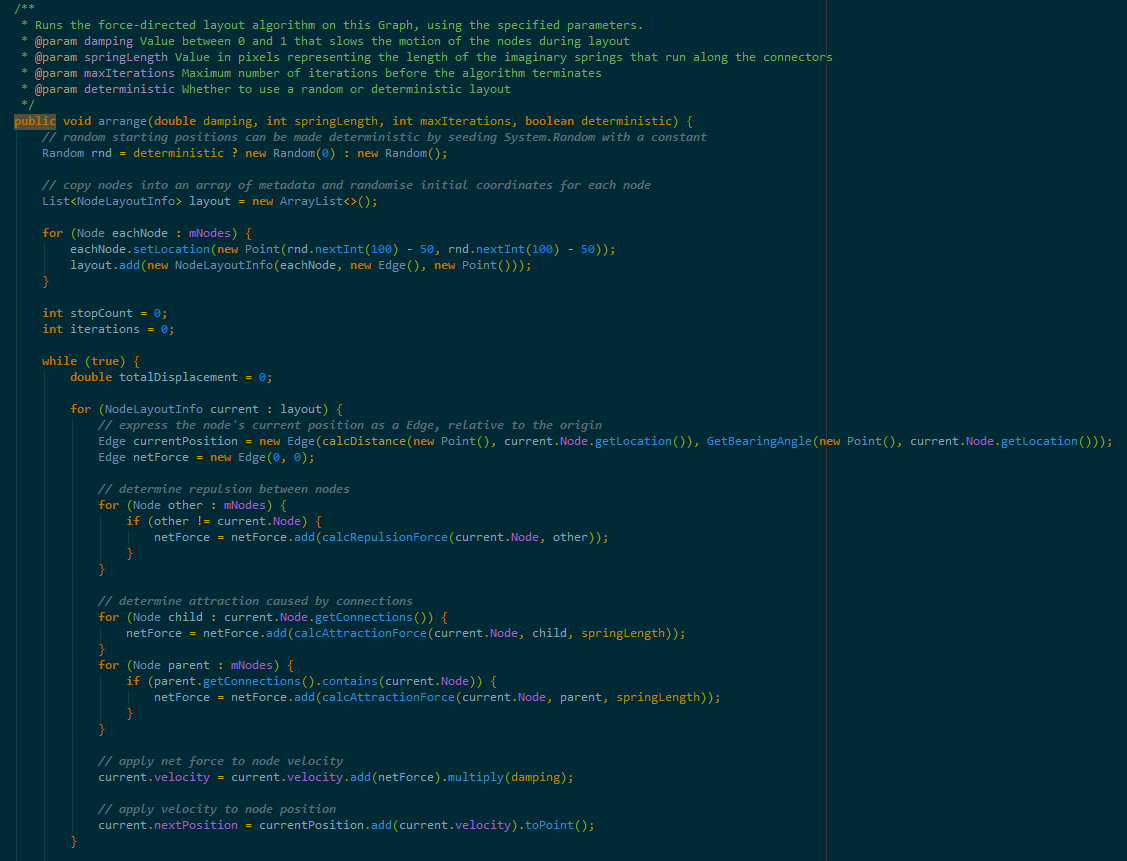 /**
 * Runs the force-directed layout algorithm on this Graph, using the specified parameters.
 * @param damping Value between 0 and 1 that slows the motion of the nodes during layout
 * @param springLength Value in pixels representing the length of the imaginary springs that run along the connectors
 * @param maxIterations Maximum number of iterations before the algorithm terminates
 * @param deterministic Whether to use a random or deterministic layout
 */
public void arrange(double damping, int springLength, int maxIterations, boolean deterministic) {
    // random starting positions can be made deterministic by seeding System.Random with a constant
    Random rnd = deterministic ? new Random(0) : new Random();

    // copy nodes into an array of metadata and randomise initial coordinates for each node
    List<NodeLayoutInfo> layout = new ArrayList<>();

    for (Node eachNode : mNodes) {
        eachNode.setLocation(new Point(rnd.nextInt(100) - 50, rnd.nextInt(100) - 50));
        layout.add(new NodeLayoutInfo(eachNode, new Edge(), new Point()));
    }

    int stopCount = 0;
    int iterations = 0;

    while (true) {
        double totalDisplacement = 0;

        for (NodeLayoutInfo current : layout) {
            // express the node's current position as a Edge, relative to the origin
            Edge currentPosition = new Edge(calcDistance(new Point(), current.Node.getLocation()), GetBearingAngle(new Point(), current.Node.getLocation()));
            Edge netForce = new Edge(0, 0);

            // determine repulsion between nodes
            for (Node other : mNodes) {
                if (other != current.Node) {
                    netForce = netForce.add(calcRepulsionForce(current.Node, other));
                }
            }

            // determine attraction caused by connections
            for (Node child : current.Node.getConnections()) {
                netForce = netForce.add(calcAttractionForce(current.Node, child, springLength));
            }
            for (Node parent : mNodes) {
                if (parent.getConnections().contains(current.Node)) {
                    netForce = netForce.add(calcAttractionForce(current.Node, parent, springLength));
                }
            }

            // apply net force to node velocity
            current.velocity = current.velocity.add(netForce).multiply(damping);

            // apply velocity to node position
            current.nextPosition = currentPosition.add(current.velocity).toPoint();
        }